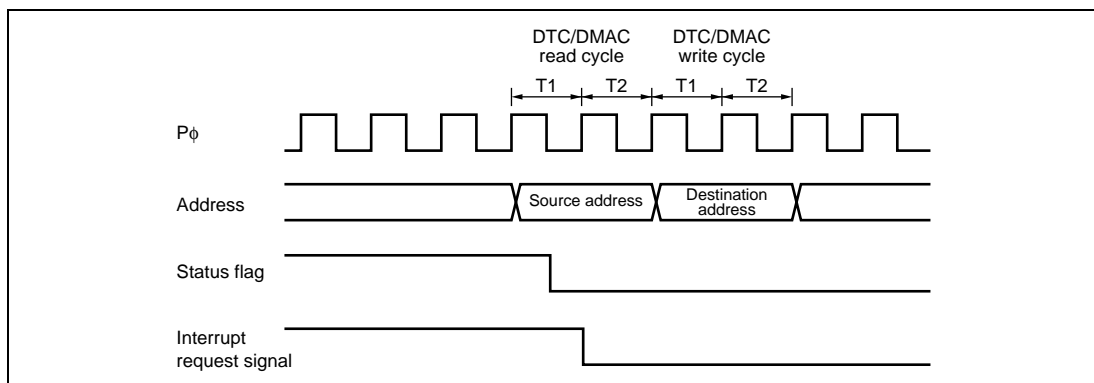 DTC/DMAC
read cycle
DTC/DMAC
write cycle
T1
T2
T1
T2
Pϕ
Address
Source address
Destination
address
Status flag
Interrupt
request signal